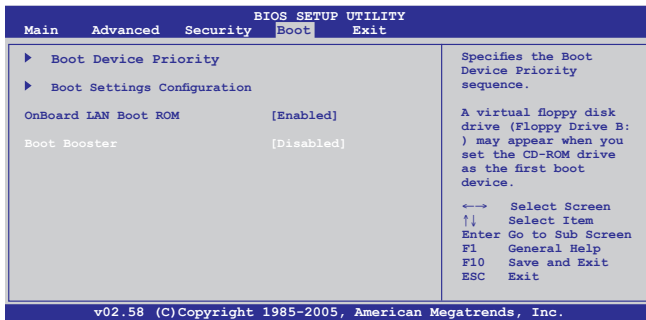 BIOS SETUP UTILITY
Main Advanced Security Boot Exit
Boot Device Priority
Boot Settings Configuration
OnBoard LAN Boot ROM [Enabled]
Boot Booster [Disabled]
Specifies the Boot
Device Priority
sequence.
A virtual floppy disk
drive (Floppy Drive B:
) may appear when you
set the CD-ROM drive
as the first boot
device.
←→ Select Screen
↑↓ Select Item
Enter Go to Sub Screen
F1 General Help
F10 Save and Exit
ESC Exit
v02.58 (C)Copyright 1985-2005, American Megatrends, Inc.